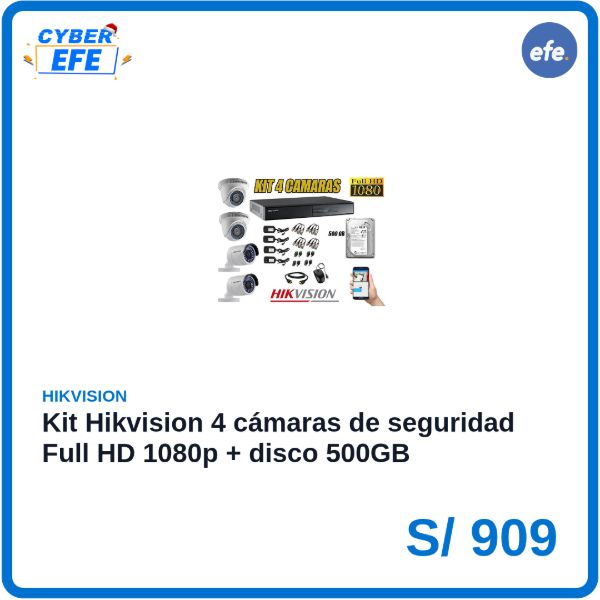 CYBER
EFE
efe.
KIT 4 CAMARAS
Full HD
1080
500 GB
HIKVISION
HIKVISION
Kit Hikvision 4 cámaras de seguridad
Full HD 1080p + disco 500GB
S/ 909